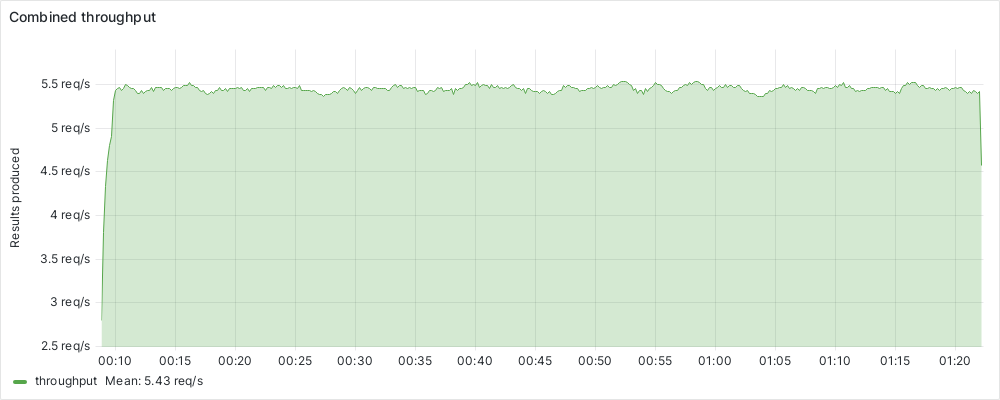 Combined throughput
Results produced
5.5 req/s
5 req/s
4.5 req/s
4 req/s
3.5 req/s
3 req/s
2.5 req/s
00:10 00:15 00:20 00:25 00:30 00:35 00:40 00:45 00:50 00:55 01:00 01:05 01:10 01:15 01:20
throughput Mean: 5.43 req/s